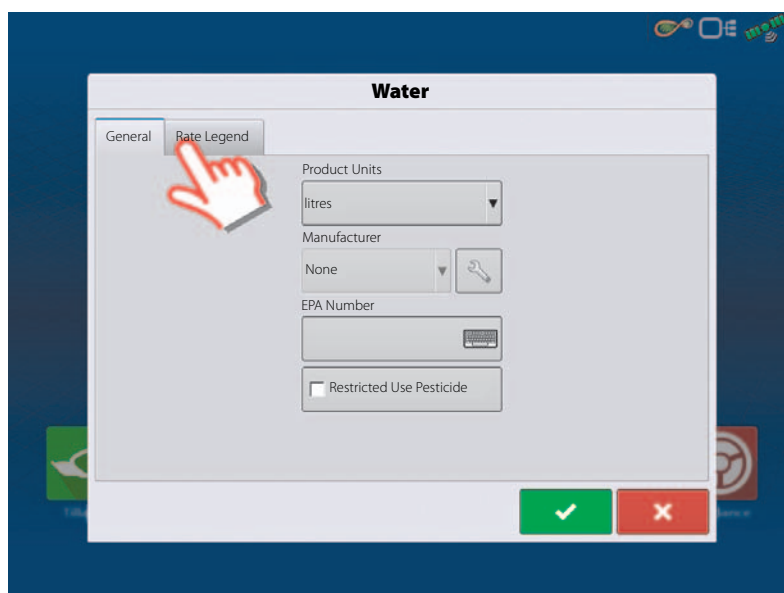 Water
General
Rate Legend
Product Units
litres
Manufacturer
None
EPA Number
Restricted Use Pesticide